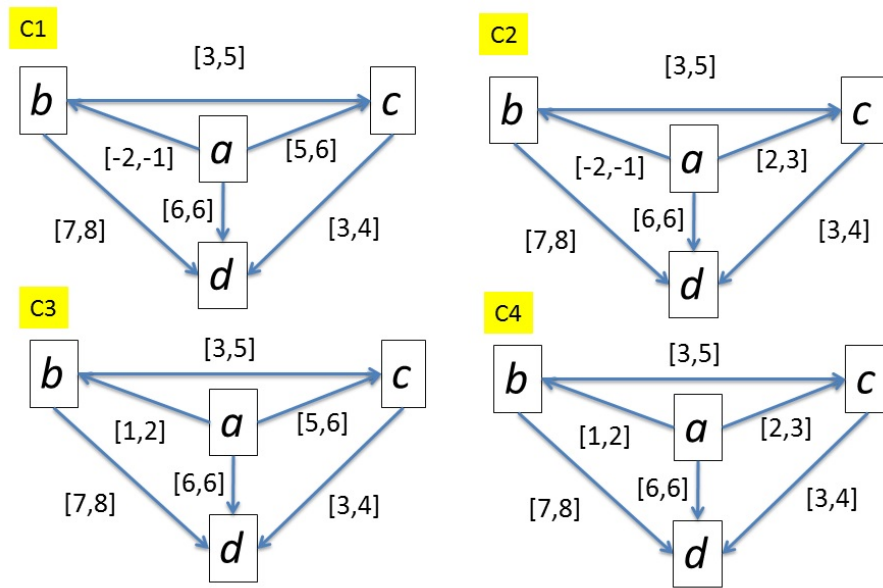 C1
[3,5]
b
c
a
[-2,-1]
[5,6]
[6,6]
[7,8]
[3,4]
d
C2
[3,5]
b
c
a
[-2,-1]
[2,3]
[6,6]
[7,8]
[3,4]
d
C3
[3,5]
b
c
a
[1,2]
[5,6]
[6,6]
[7,8]
[3,4]
d
C4
[3,5]
b
c
a
[1,2]
[2,3]
[6,6]
[7,8]
[3,4]
d